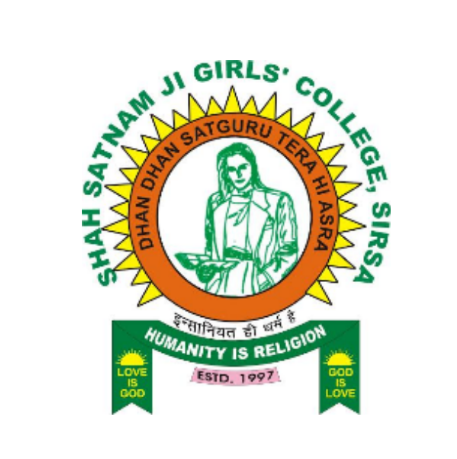 SHAH SATNAM JI GIRLS' COLLEGE, SIRSA
DHAN DHAN SATGURU TERA HI ASRA
इन्सानियत ही धर्म है
HUMANITY IS RELIGION
ESTD. 1997
LOVE
IS
GOD
GOD
IS
LOVE